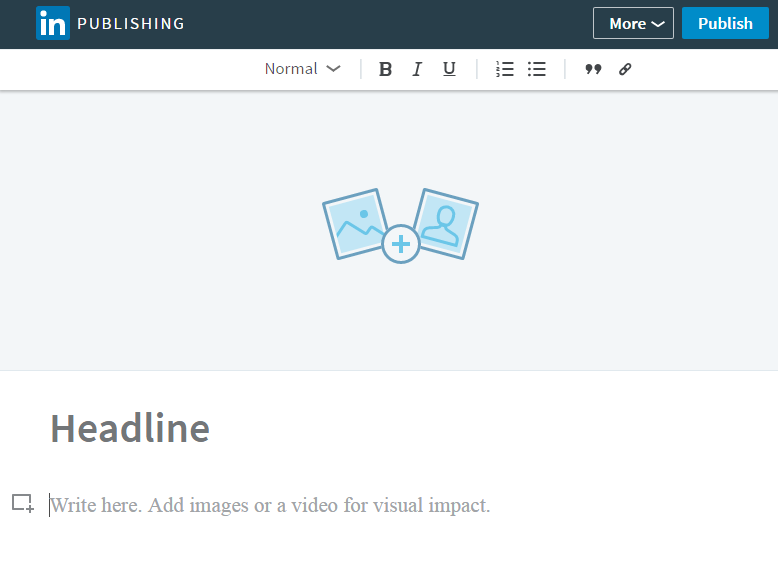 in PUBLISHING More Publish
Normal B I U
Headline
Write here. Add images or a video for visual impact.